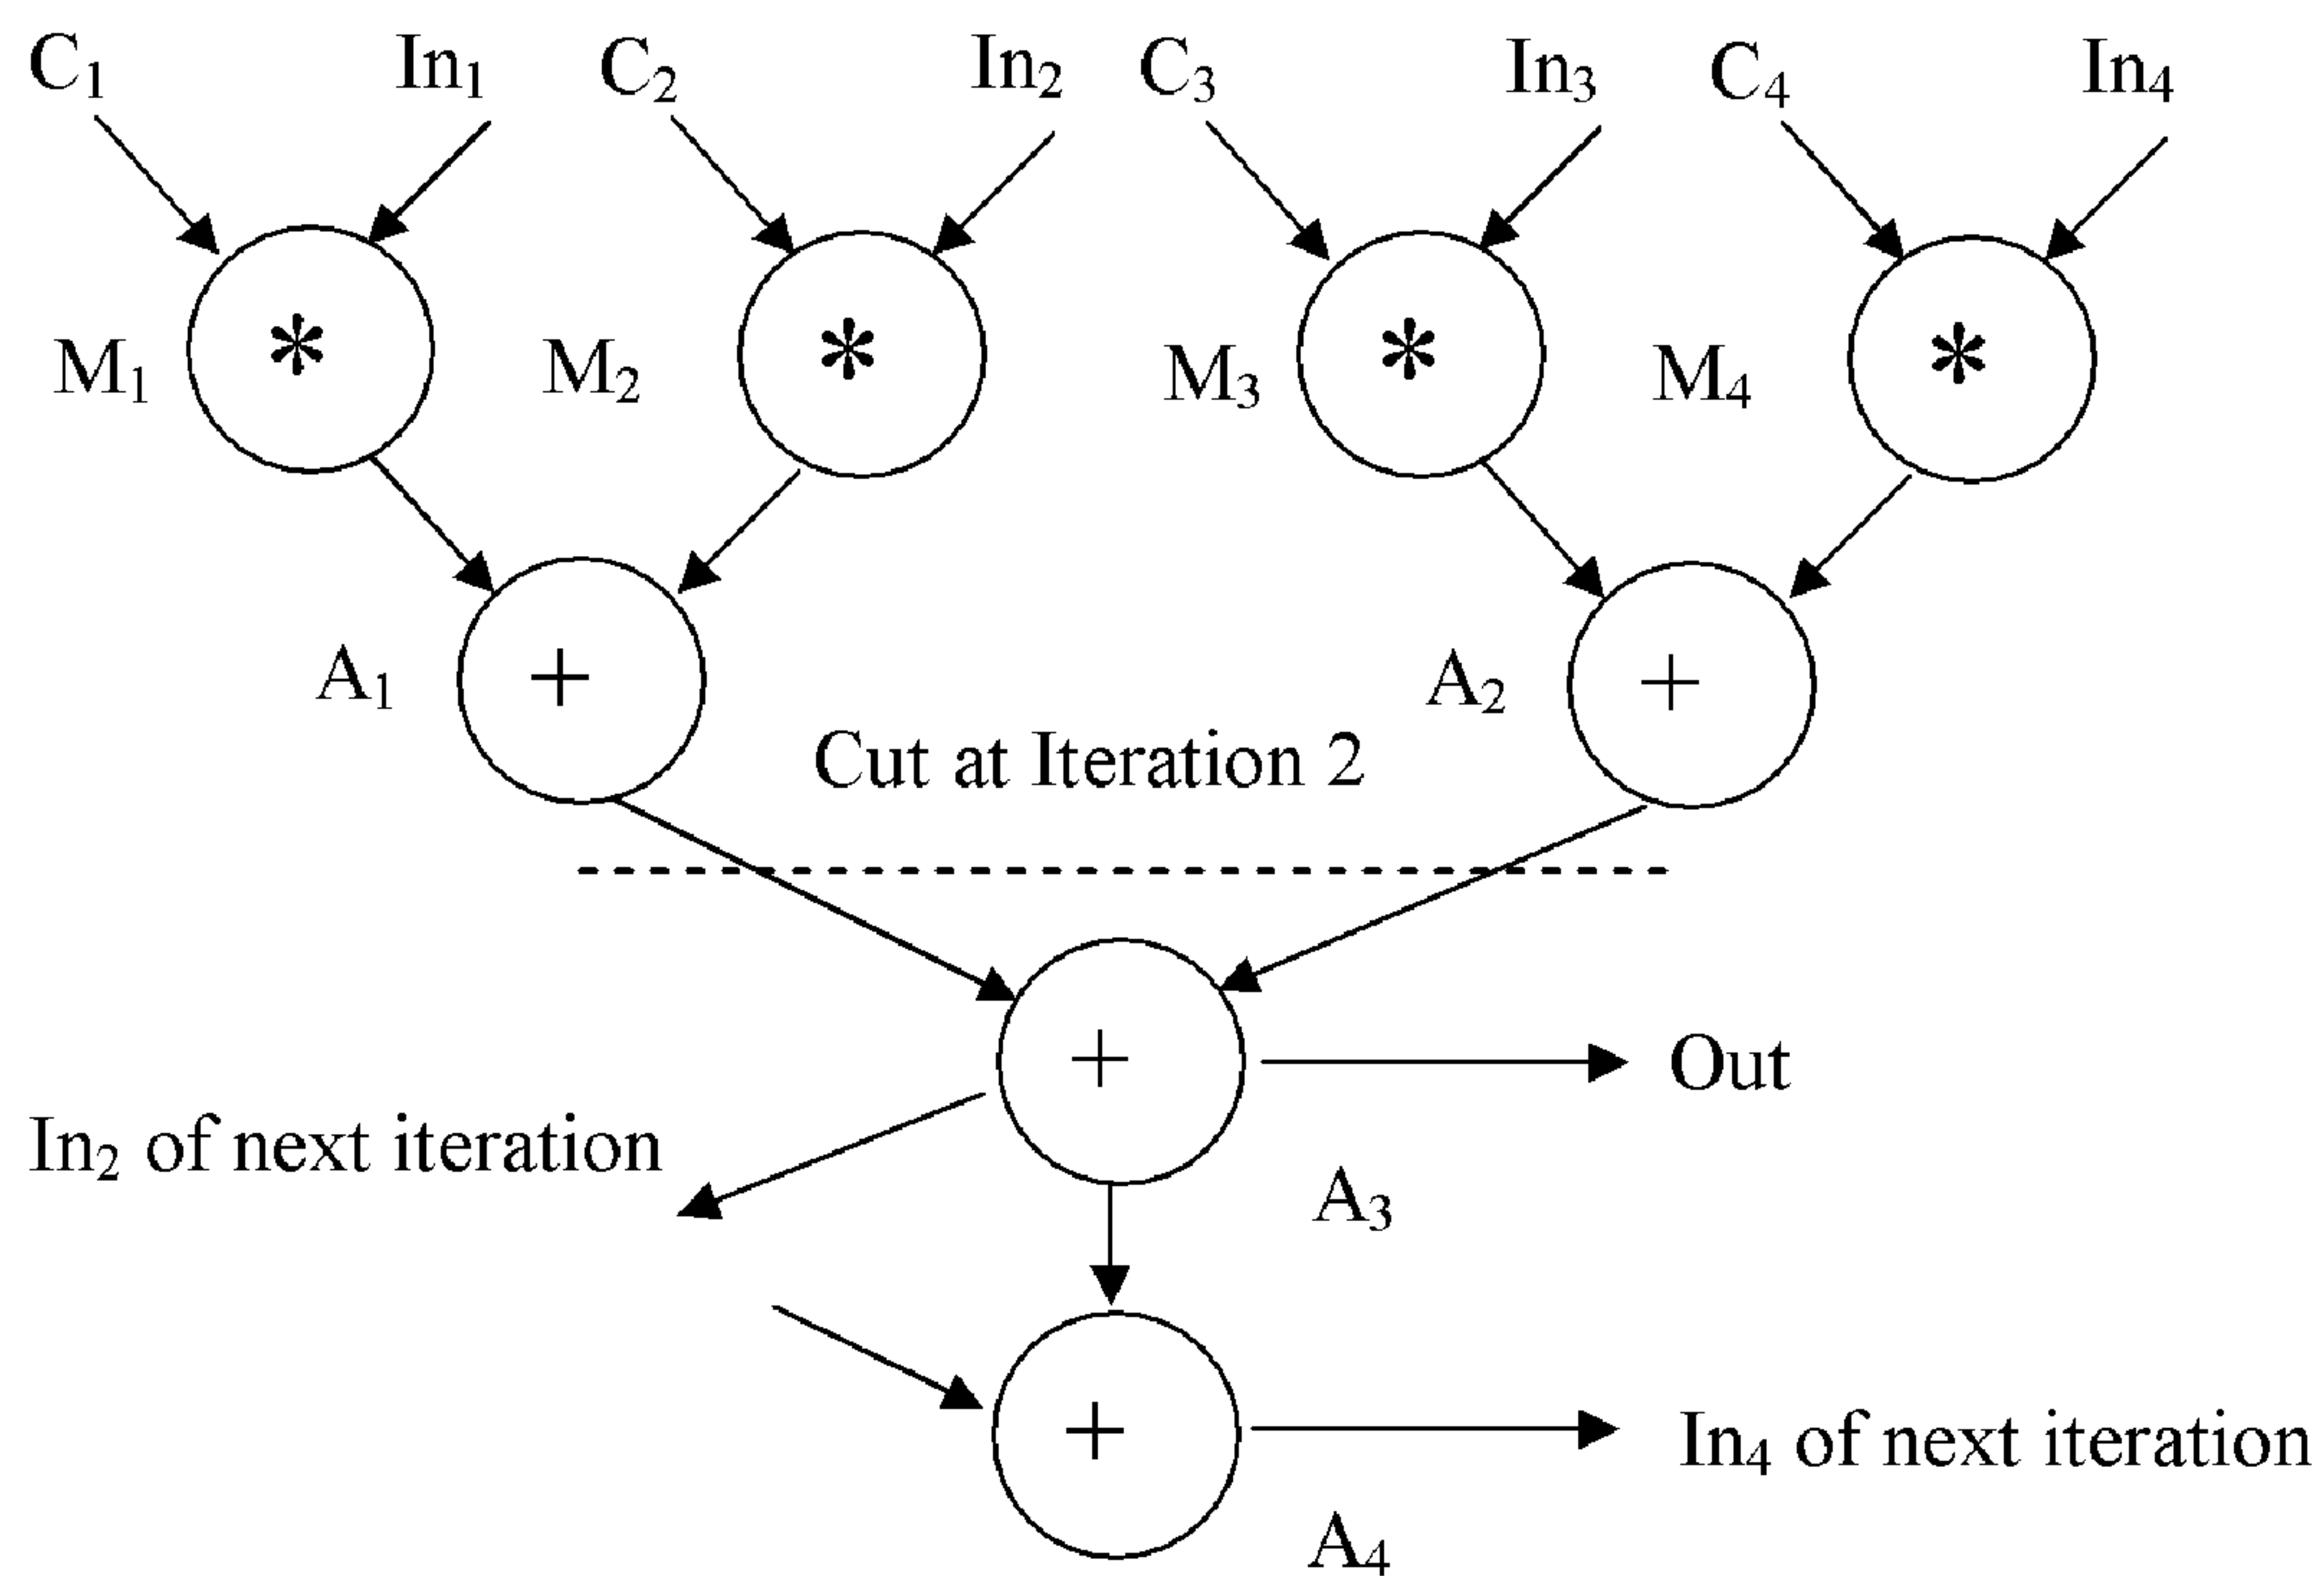 C1 In1 C2 In2 C3 In3 C4 In4
M1 * M2 * M3 * M4 *
A1 + A2 +
Cut at Iteration 2
+ Out
In2 of next iteration
A3
+ In4 of next iteration
A4